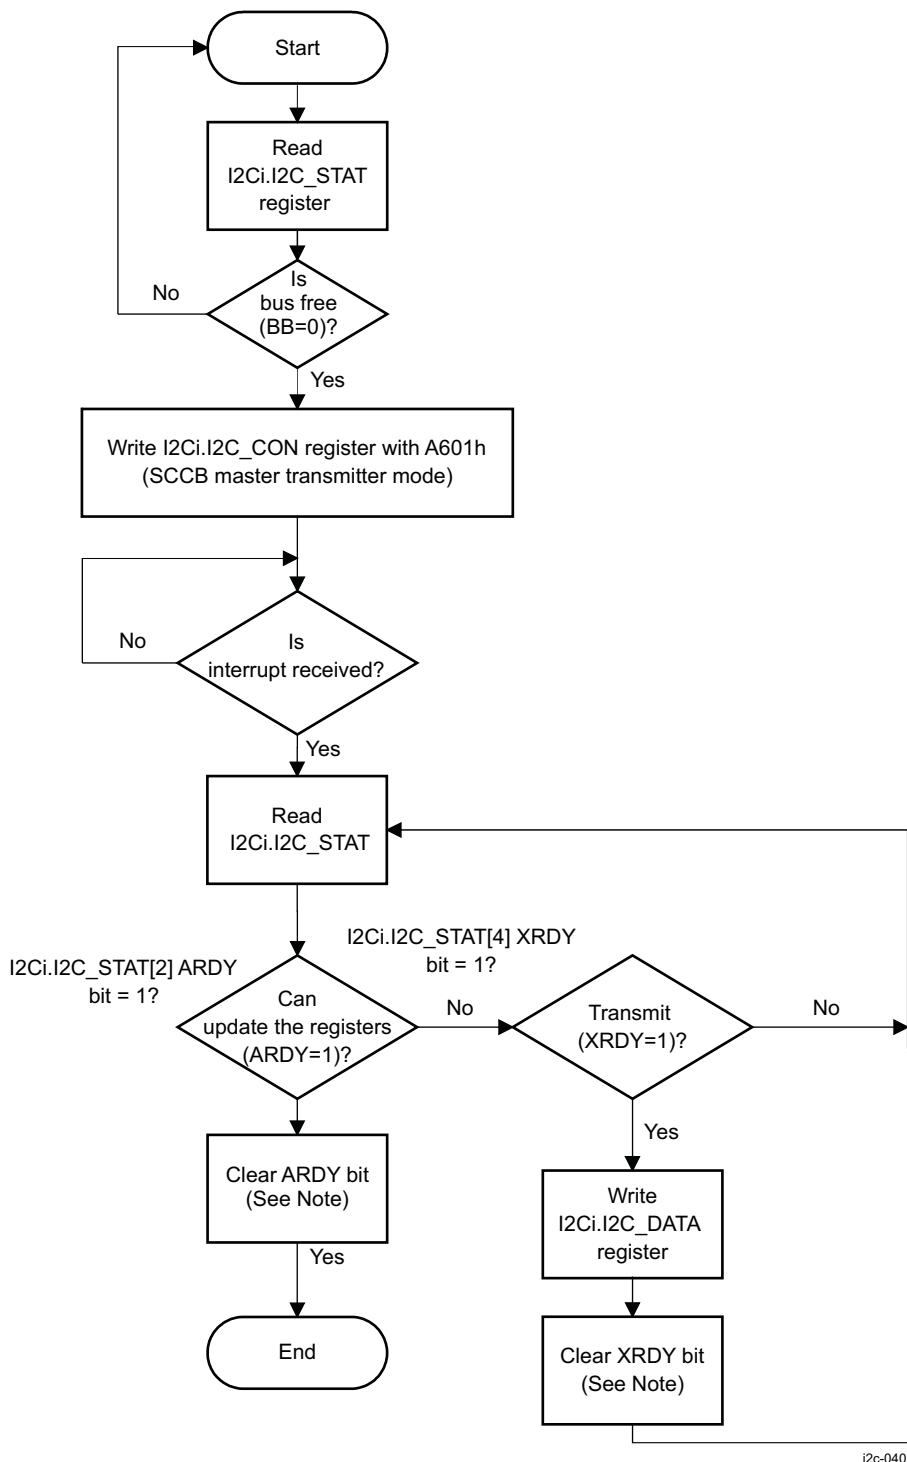 Start
Read
I2Ci.I2C_STAT
register
Is
bus free
(BB=0)?
No
Yes
Write I2Ci.I2C_CON register with A601h
(SCCB master transmitter mode)
Is
interrupt received?
No
Yes
Read
I2Ci.I2C_STAT
I2Ci.I2C_STAT[2] ARDY
bit = 1?
I2Ci.I2C_STAT[4] XRDY
bit = 1?
Can
update the registers
(ARDY=1)?
No
Transmit
(XRDY=1)?
No
Yes
Clear ARDY bit
(See Note)
Yes
Write
I2Ci.I2C_DATA
register
End
Clear XRDY bit
(See Note)
i2c-040